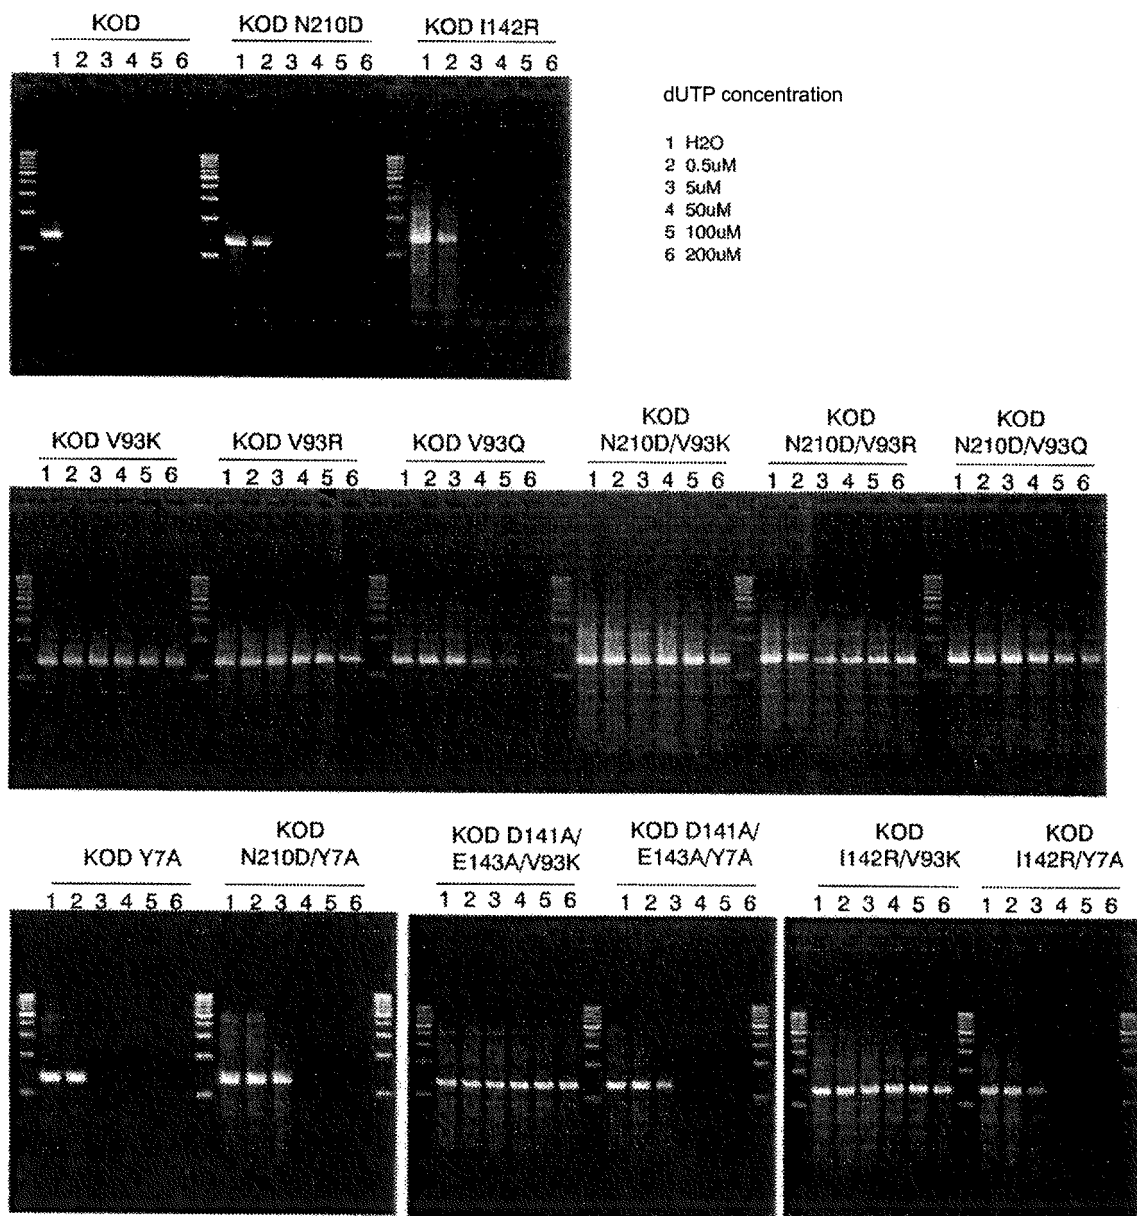 KOD KOD N210D KOD I142R
1 2 3 4 5 6 1 2 3 4 5 6 1 2 3 4 5 6
dUTP concentration
1 H2O
2 0.5uM
3 5uM
4 50uM
5 100uM
6 200uM
KOD KOD KOD
KOD V93K KOD V93R KOD V93Q N210D/V93K N210D/V93R N210D/V93Q
1 2 3 4 5 6 1 2 3 4 5 6 1 2 3 4 5 6 1 2 3 4 5 6 1 2 3 4 5 6 1 2 3 4 5 6
KOD KOD D141A/ KOD D141A/ KOD KOD
KOD Y7A N210D/Y7A E143A/V93K E143A/Y7A I142R/V93K I142R/Y7A
1 2 3 4 5 6 1 2 3 4 5 6 1 2 3 4 5 6 1 2 3 4 5 6 1 2 3 4 5 6 1 2 3 4 5 6